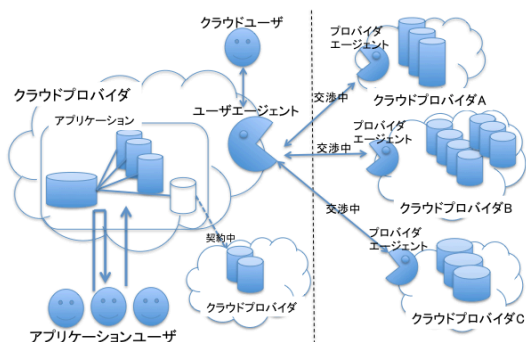 クラウドユーザ
クラウドプロバイダ
アプリケーション
ユーザエージェント
契約中
クラウドプロバイダ
アプリケーションユーザ
プロバイダ
エージェント
交渉中
クラウドプロバイダA
プロバイダ
エージェント
交渉中
クラウドプロバイダB
交渉中
プロバイダ
エージェント
クラウドプロバイダC